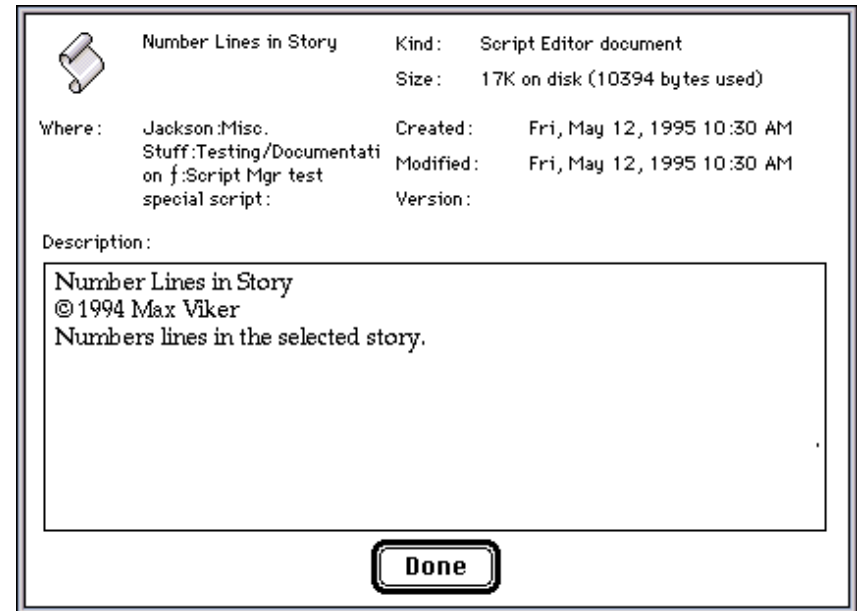 Number Lines in Story
Kind: Script Editor document
Size: 17K on disk (10394 bytes used)
Where: Jackson:Misc.
Stuff:Testing/Documentati
on ƒ:Script Mgr test
special script:
Created: Fri, May 12, 1995 10:30 AM
Modified: Fri, May 12, 1995 10:30 AM
Version:
Description:
Number Lines in Story
©1994 Max Viker
Numbers lines in the selected story.
Done